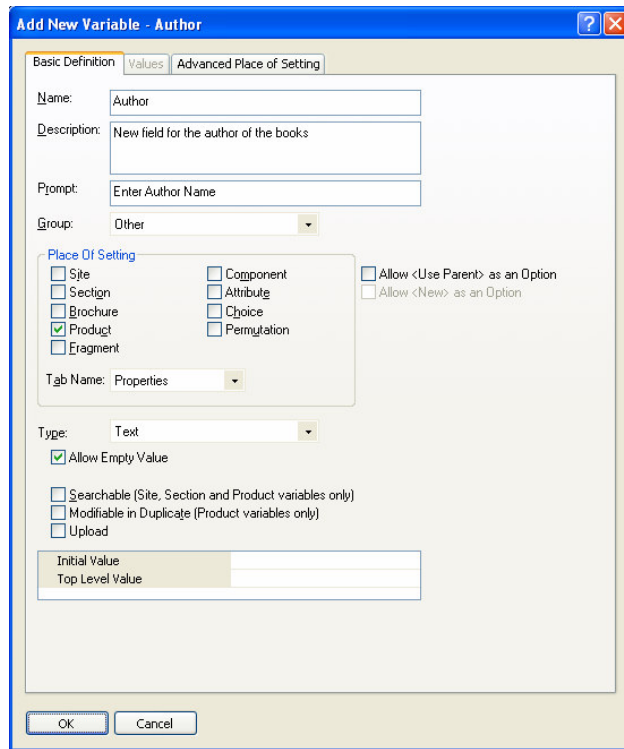 Add New Variable - Author
Basic Definition Values Advanced Place of Setting
Name: Author
Description: New field for the author of the books
Prompt: Enter Author Name
Group: Other
Place Of Setting
Site Component Allow <Use Parent> as an Option
Section Attribute Allow <New> as an Option
Brochure Choice
Product Permutation
Fragment
Tab Name: Properties
Type: Text
Allow Empty Value
Searchable (Site, Section and Product variables only)
Modifiable in Duplicate (Product variables only)
Upload
Initial Value
Top Level Value
OK Cancel